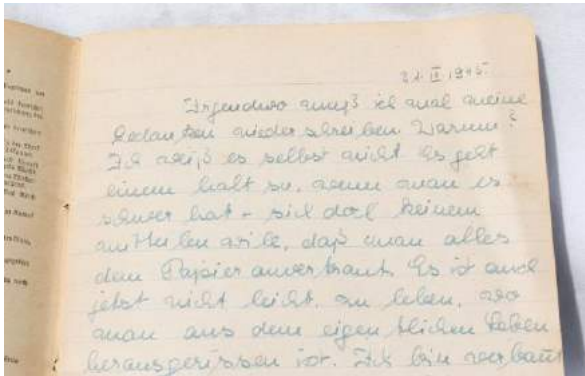 21.II.1945.
Irgendwo muß ich mal meine
Gedanken niederschreiben. Warum?
Ich weiß es selbst nicht. Es geht
einem halt so, wenn man es
schwer hat - sich doch keinem
mitteilen will, daß man alles
dem Papier anvertraut. Es ist auch
jetzt nicht leicht zu leben, wo
man aus dem eigentlichen Leben
herausgerissen ist. Ich bin verbannt